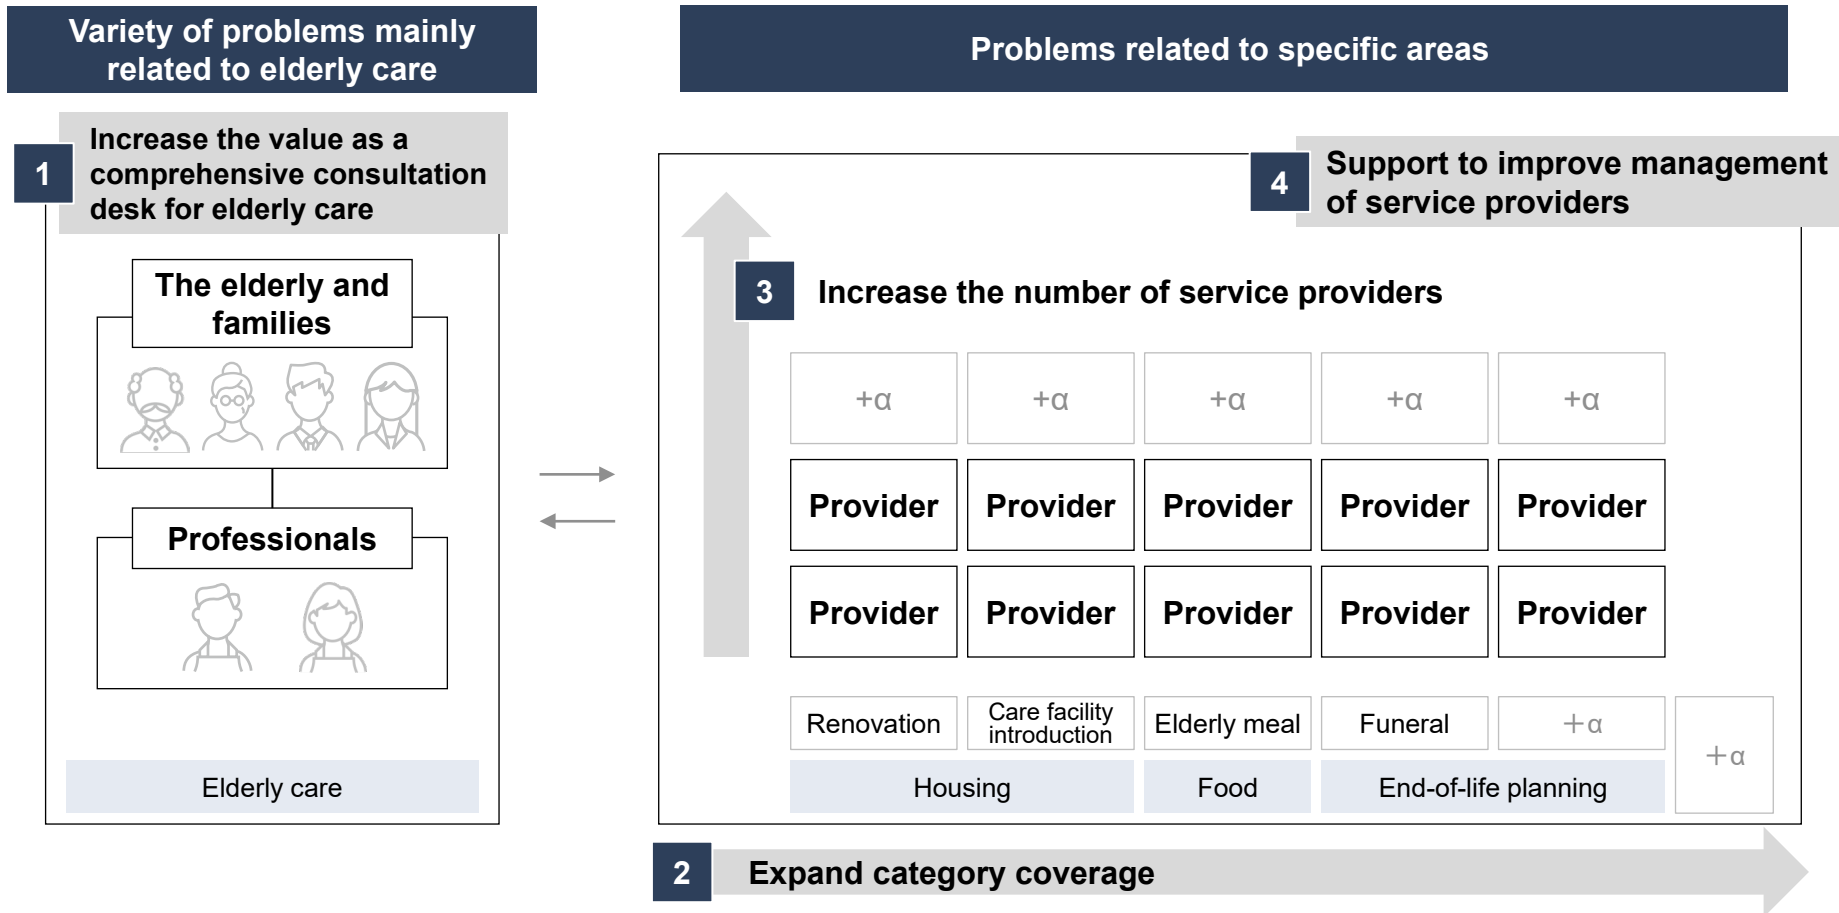 Variety of problems mainly
related to elderly care
Problems related to specific areas
1
Increase the value as a
comprehensive consultation
desk for elderly care
The elderly and
families
Professionals
Elderly care
4
Support to improve management
of service providers
3
Increase the number of service providers
+α
+α
+α
+α
+α
Provider
Provider
Provider
Provider
Provider
Provider
Provider
Provider
Provider
Provider
Renovation
Care facility
introduction
Elderly meal
Funeral
+α
+α
Housing
Food
End-of-life planning
2
Expand category coverage